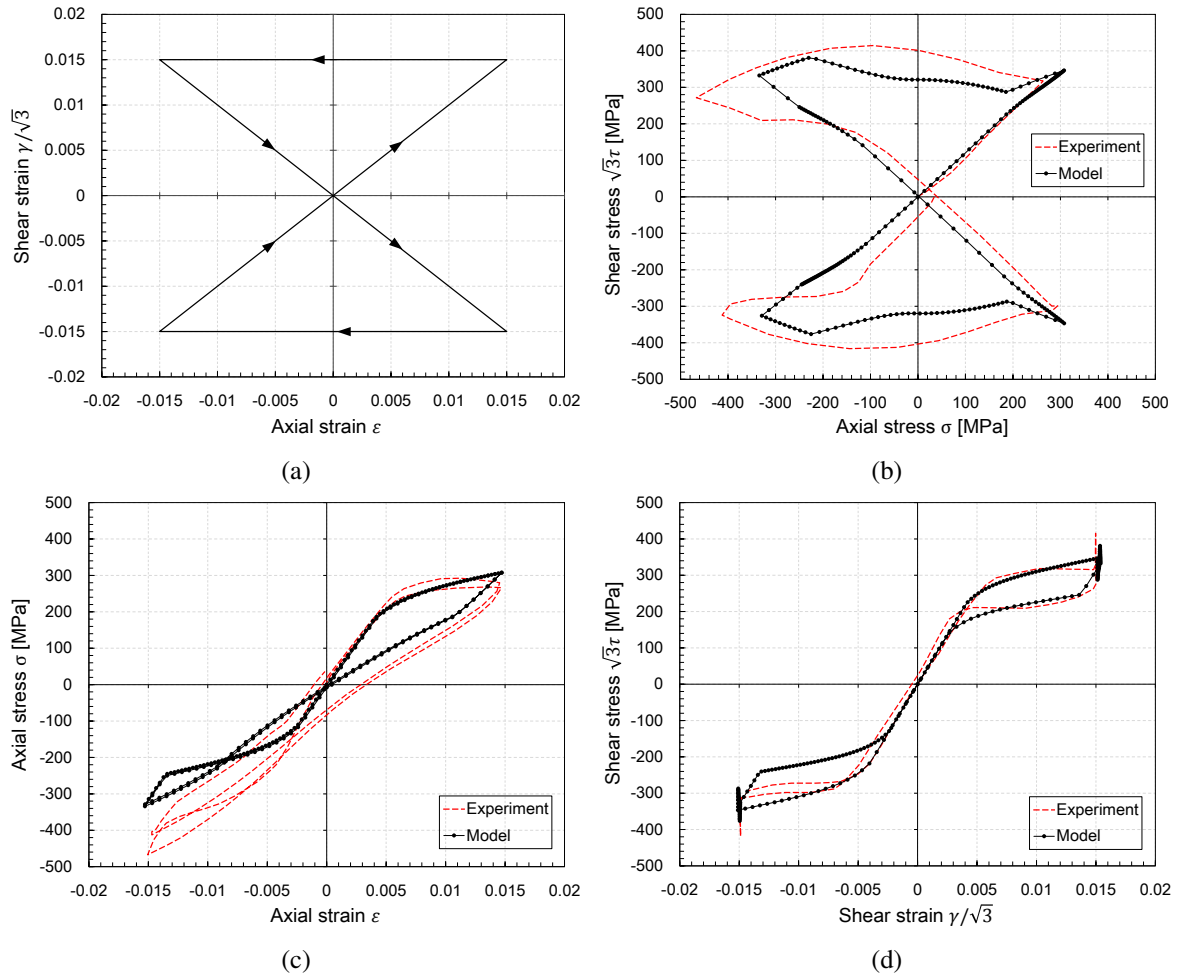 0.02
0.015
0.01
0.005
0
-0.005
-0.01
-0.015
-0.02
-0.02 -0.015 -0.01 -0.005 0 0.005 0.01 0.015 0.02
Shear strain γ/√3
Axial strain ε
(a)
500
400
300
200
100
0
-100
-200
-300
-400
-500
-500 -400 -300 -200 -100 0 100 200 300 400 500
Shear stress √3τ [MPa]
Axial stress σ [MPa]
Experiment
Model
(b)
500
400
300
200
100
0
-100
-200
-300
-400
-500
-0.02 -0.015 -0.01 -0.005 0 0.005 0.01 0.015 0.02
Axial stress σ [MPa]
Axial strain ε
Experiment
Model
(c)
500
400
300
200
100
0
-100
-200
-300
-400
-500
-0.02 -0.015 -0.01 -0.005 0 0.005 0.01 0.015 0.02
Shear stress √3τ [MPa]
Shear strain γ/√3
Experiment
Model
(d)